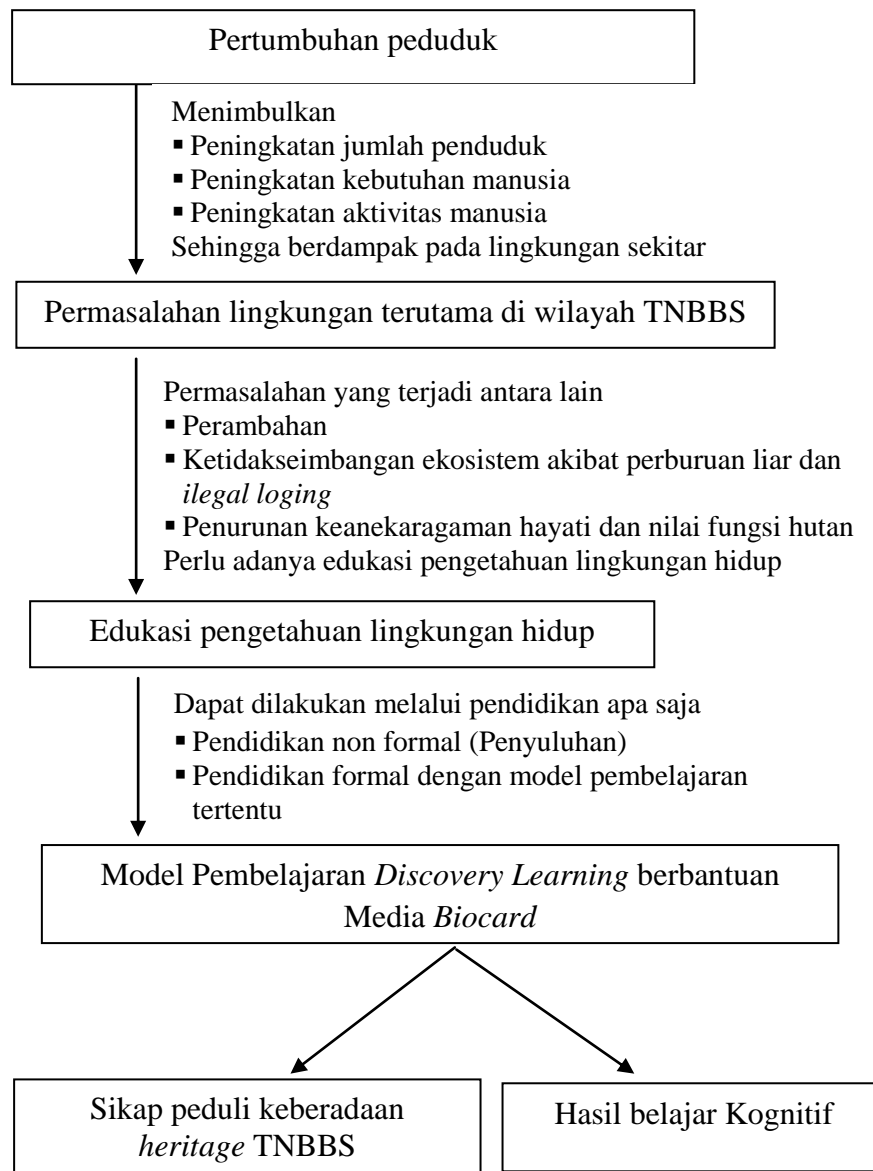 Pertumbuhan peduduk
Menimbulkan
▪ Peningkatan jumlah penduduk
▪ Peningkatan kebutuhan manusia
▪ Peningkatan aktivitas manusia
Sehingga berdampak pada lingkungan sekitar
Permasalahan lingkungan terutama di wilayah TNBBS
Permasalahan yang terjadi antara lain
▪ Perambahan
▪ Ketidakseimbangan ekosistem akibat perburuan liar dan
ilegal loging
▪ Penurunan keanekaragaman hayati dan nilai fungsi hutan
Perlu adanya edukasi pengetahuan lingkungan hidup
Edukasi pengetahuan lingkungan hidup
Dapat dilakukan melalui pendidikan apa saja
▪ Pendidikan non formal (Penyuluhan)
▪ Pendidikan formal dengan model pembelajaran
tertentu
Model Pembelajaran Discovery Learning berbantuan
Media Biocard
Sikap peduli keberadaan
heritage TNBBS
Hasil belajar Kognitif